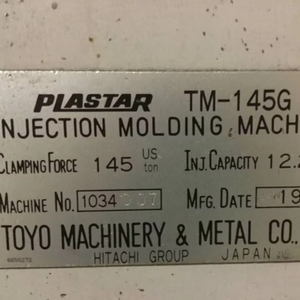 PLASTAR TM-145G
INJECTION MOLDING MACH
CLAMPING FORCE 145 US ton INJ. CAPACITY 12.2
MACHINE NO. 1034007 MFG. DATE 19
TOYO MACHINERY & METAL CO.,
HITACHI GROUP JAPAN